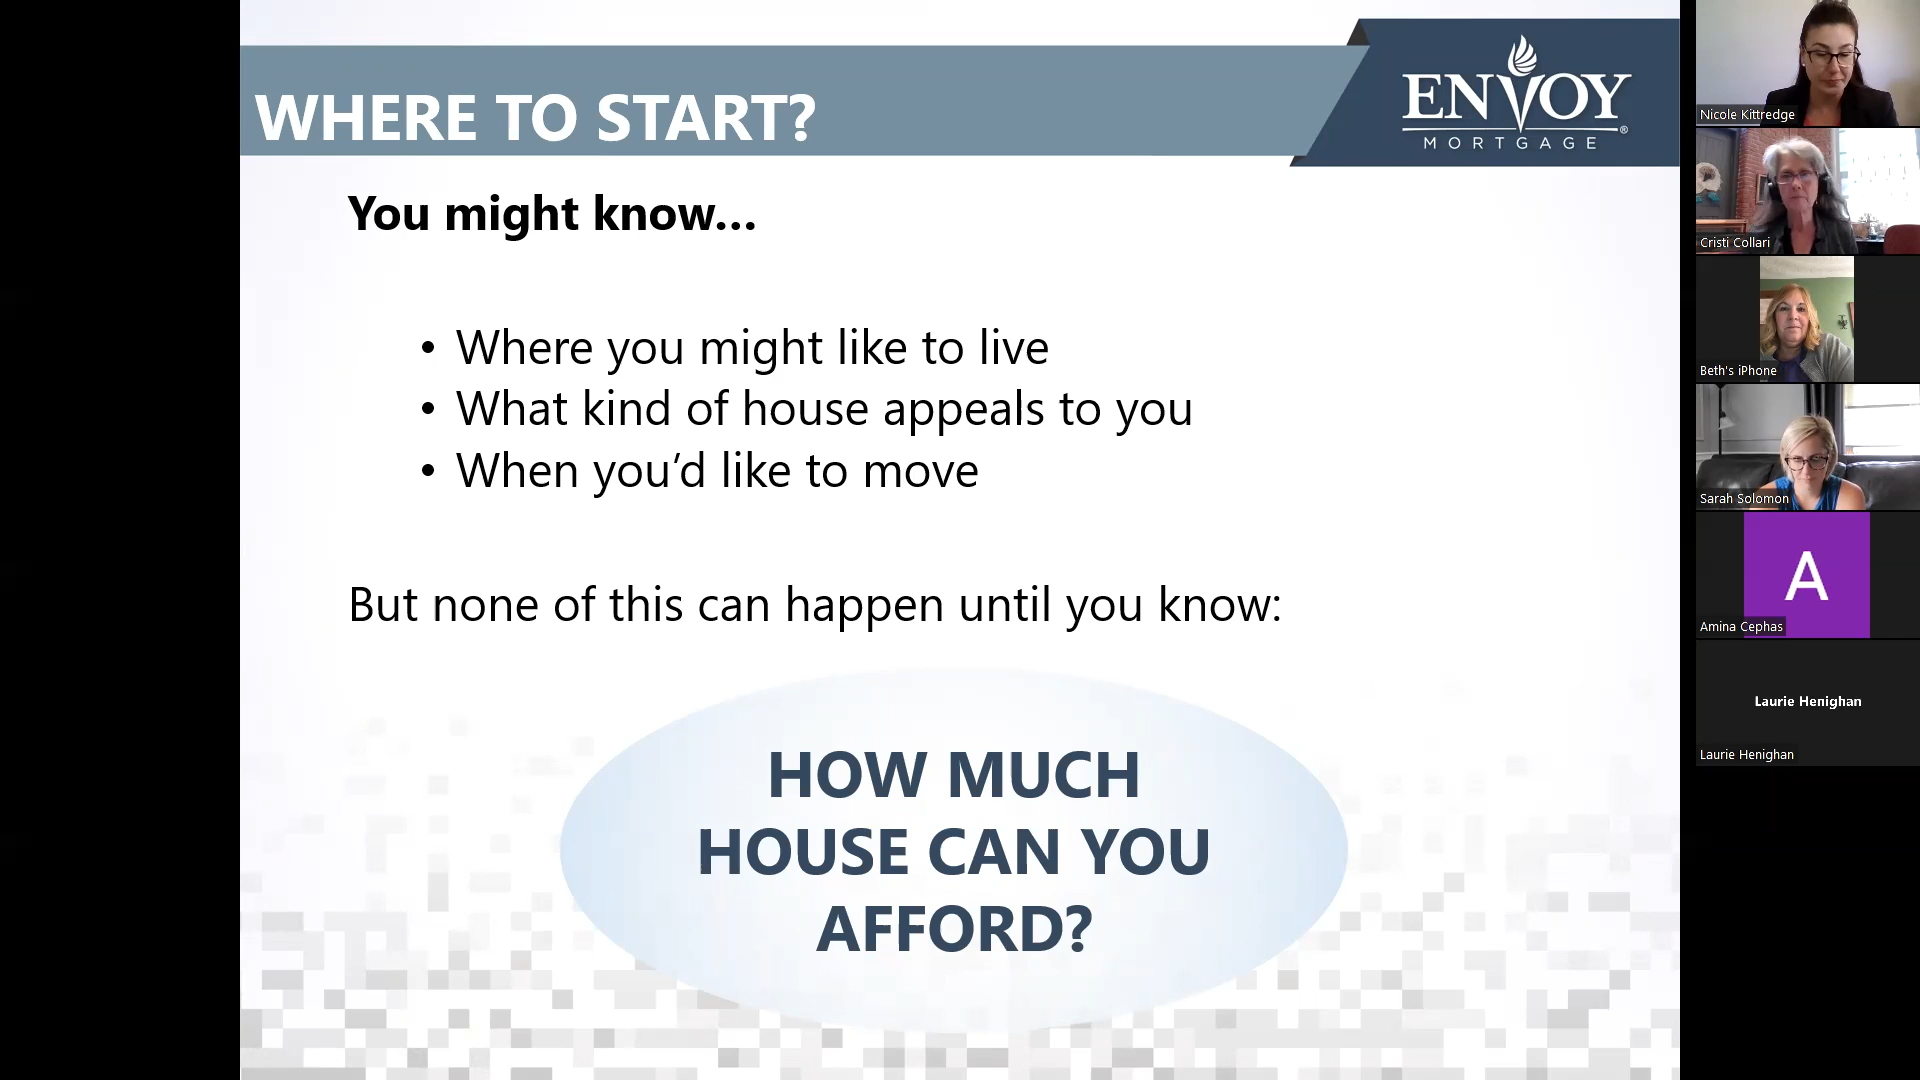 WHERE TO START?
ENVOY
MORTGAGE
®
You might know...
• Where you might like to live
• What kind of house appeals to you
• When you’d like to move
But none of this can happen until you know:
HOW MUCH
HOUSE CAN YOU
AFFORD?
Nicole Kittredge
Cristi Collari
Beth's iPhone
Sarah Solomon
A
Amina Cephas
Laurie Henighan
Laurie Henighan